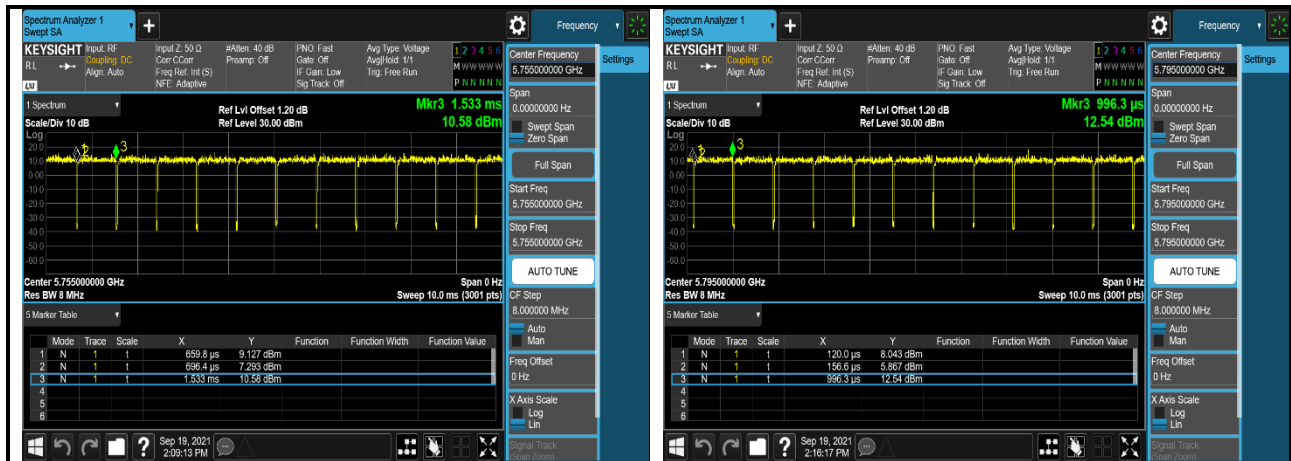 Spectrum Analyzer 1
Swept SA
+
Frequency
KEYSIGHT
Input: RF
Coupling: DC
Align: Auto
Input Z: 50 Ω
Corr CCorr
Freq Ref: Int (S)
NFE: Adaptive
#Atten: 40 dB
Preamp: Off
PNO: Fast
Gate: Off
IF Gain: Low
Sig Track: Off
Avg Type: Voltage
Avg|Hold: 1/1
Trig: Free Run
1 2 3 4 5 6
M W W W W W
P N N N N N
RL
LXI
Center Frequency
5.755000000 GHz
Settings
Span
0.00000000 Hz
Swept Span
Zero Span
Full Span
Start Freq
5.755000000 GHz
Stop Freq
5.755000000 GHz
AUTO TUNE
CF Step
8.000000 MHz
Auto
Man
Freq Offset
0 Hz
X Axis Scale
Log
Lin
Signal Track
(Span Zoom)
1 Spectrum
Scale/Div 10 dB
Ref Lvl Offset 1.20 dB
Ref Level 30.00 dBm
Mkr3 1.533 ms
10.58 dBm
Log
20.0
10.0
0.00
-10.0
-20.0
-30.0
-40.0
-50.0
-60.0
2
3
Center 5.755000000 GHz
Res BW 8 MHz
Span 0 Hz
Sweep 10.0 ms (3001 pts)
5 Marker Table
Mode Trace Scale X Y Function Function Width Function Value
1 N 1 t 659.8 µs 9.127 dBm
2 N 1 t 696.4 µs 7.293 dBm
3 N 1 t 1.533 ms 10.58 dBm
4
5
6
?
Sep 19, 2021
2:09:13 PM
Spectrum Analyzer 1
Swept SA
+
Frequency
KEYSIGHT
Input: RF
Coupling: DC
Align: Auto
Input Z: 50 Ω
Corr CCorr
Freq Ref: Int (S)
NFE: Adaptive
#Atten: 40 dB
Preamp: Off
PNO: Fast
Gate: Off
IF Gain: Low
Sig Track: Off
Avg Type: Voltage
Avg|Hold: 1/1
Trig: Free Run
1 2 3 4 5 6
M W W W W W
P N N N N N
RL
LXI
Center Frequency
5.795000000 GHz
Settings
Span
0.00000000 Hz
Swept Span
Zero Span
Full Span
Start Freq
5.795000000 GHz
Stop Freq
5.795000000 GHz
AUTO TUNE
CF Step
8.000000 MHz
Auto
Man
Freq Offset
0 Hz
X Axis Scale
Log
Lin
Signal Track
(Span Zoom)
1 Spectrum
Scale/Div 10 dB
Ref Lvl Offset 1.20 dB
Ref Level 30.00 dBm
Mkr3 996.3 µs
12.54 dBm
Log
20.0
10.0
0.00
-10.0
-20.0
-30.0
-40.0
-50.0
-60.0
2
3
Center 5.795000000 GHz
Res BW 8 MHz
Span 0 Hz
Sweep 10.0 ms (3001 pts)
5 Marker Table
Mode Trace Scale X Y Function Function Width Function Value
1 N 1 t 120.0 µs 8.043 dBm
2 N 1 t 156.6 µs 5.867 dBm
3 N 1 t 996.3 µs 12.54 dBm
4
5
6
?
Sep 19, 2021
2:16:17 PM